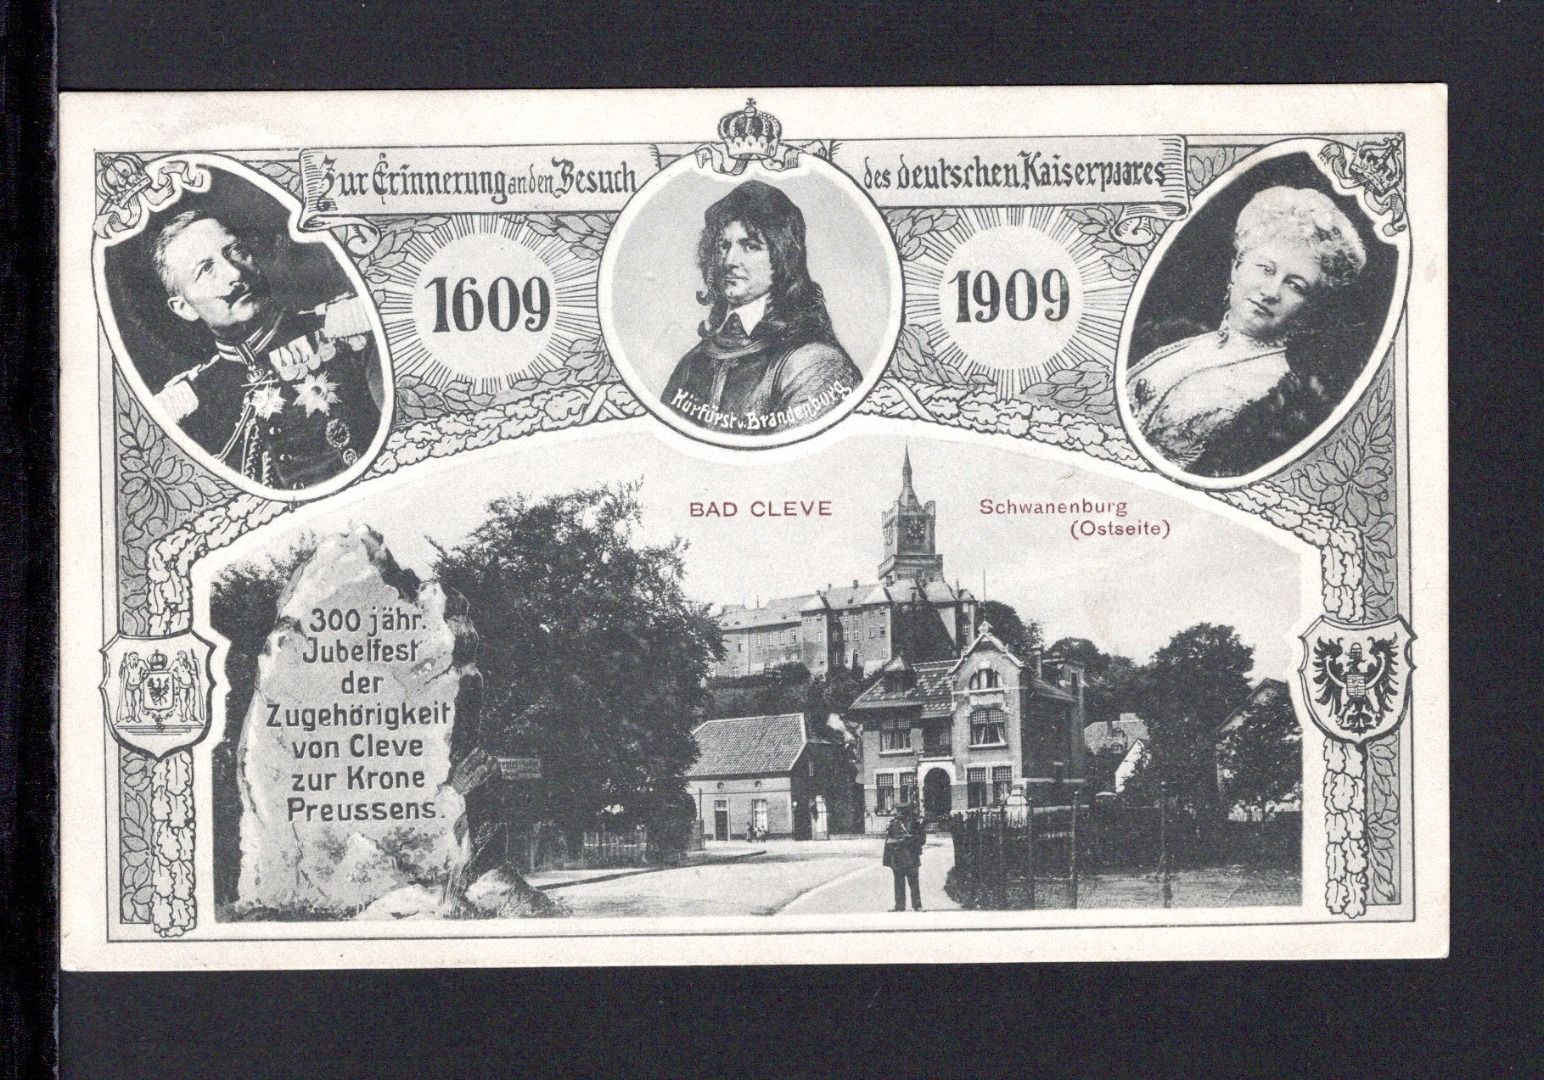 Zur Erinnerung an den Besuch des deutschen Kaiserpaares
1609
1909
Kürfürst v. Brandenburg
BAD CLEVE
Schwanenburg
(Ostseite)
300 jähr.
Jubelfest
der
Zugehörigkeit
von Cleve
zur Krone
Preussens.